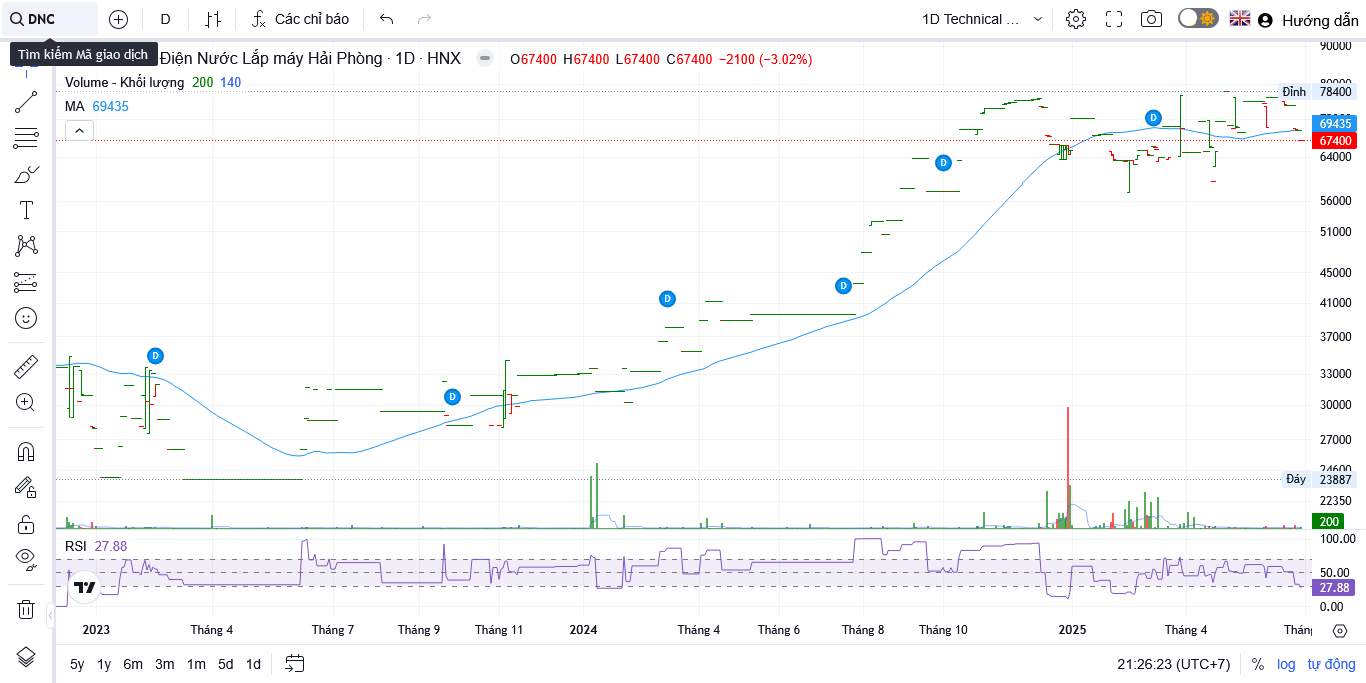 DNC D Các chỉ báo 1D Technical ... Hướng dẫn
Tìm kiếm Mã giao dịch
Điện Nước Lắp máy Hải Phòng · 1D · HNX O67400 H67400 L67400 C67400 −2100 (−3.02%)
Volume - Khối lượng 200 140
MA 69435
90000
Đỉnh 78400
69435
67400
64000
56000
51000
45000
41000
37000
33000
30000
27000
24600
Đáy 23887
22350
200
D
D
D
D
D
D
RSI 27.88
100.00
50.00
27.88
0.00
2023 Tháng 4 Tháng 7 Tháng 9 Tháng 11 2024 Tháng 4 Tháng 6 Tháng 8 Tháng 10 2025 Tháng 4 Thán
5y 1y 6m 3m 1m 5d 1d 21:26:23 (UTC+7) % log tự động